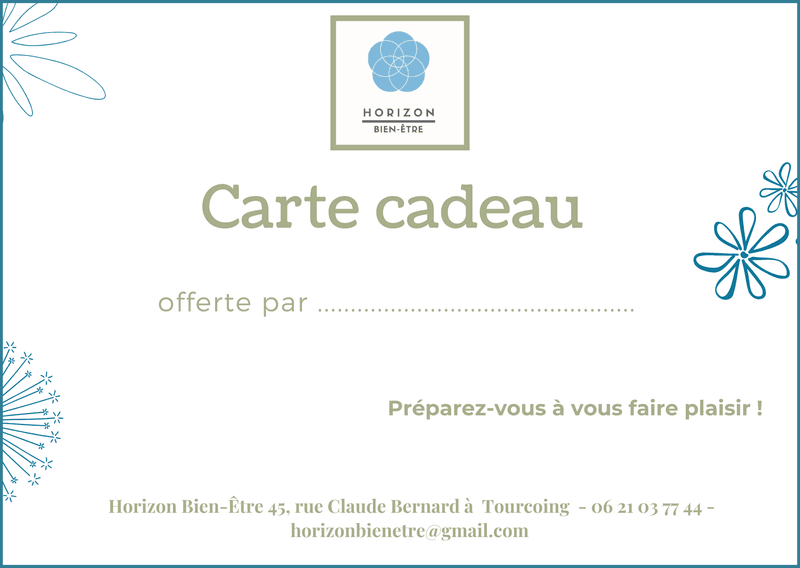 HORIZON
BIEN-ÊTRE
Carte cadeau
offerte par ................................................
Préparez-vous à vous faire plaisir !
Horizon Bien-Être 45, rue Claude Bernard à  Tourcoing  - 06 21 03 77 44 -
horizonbienetre@gmail.com